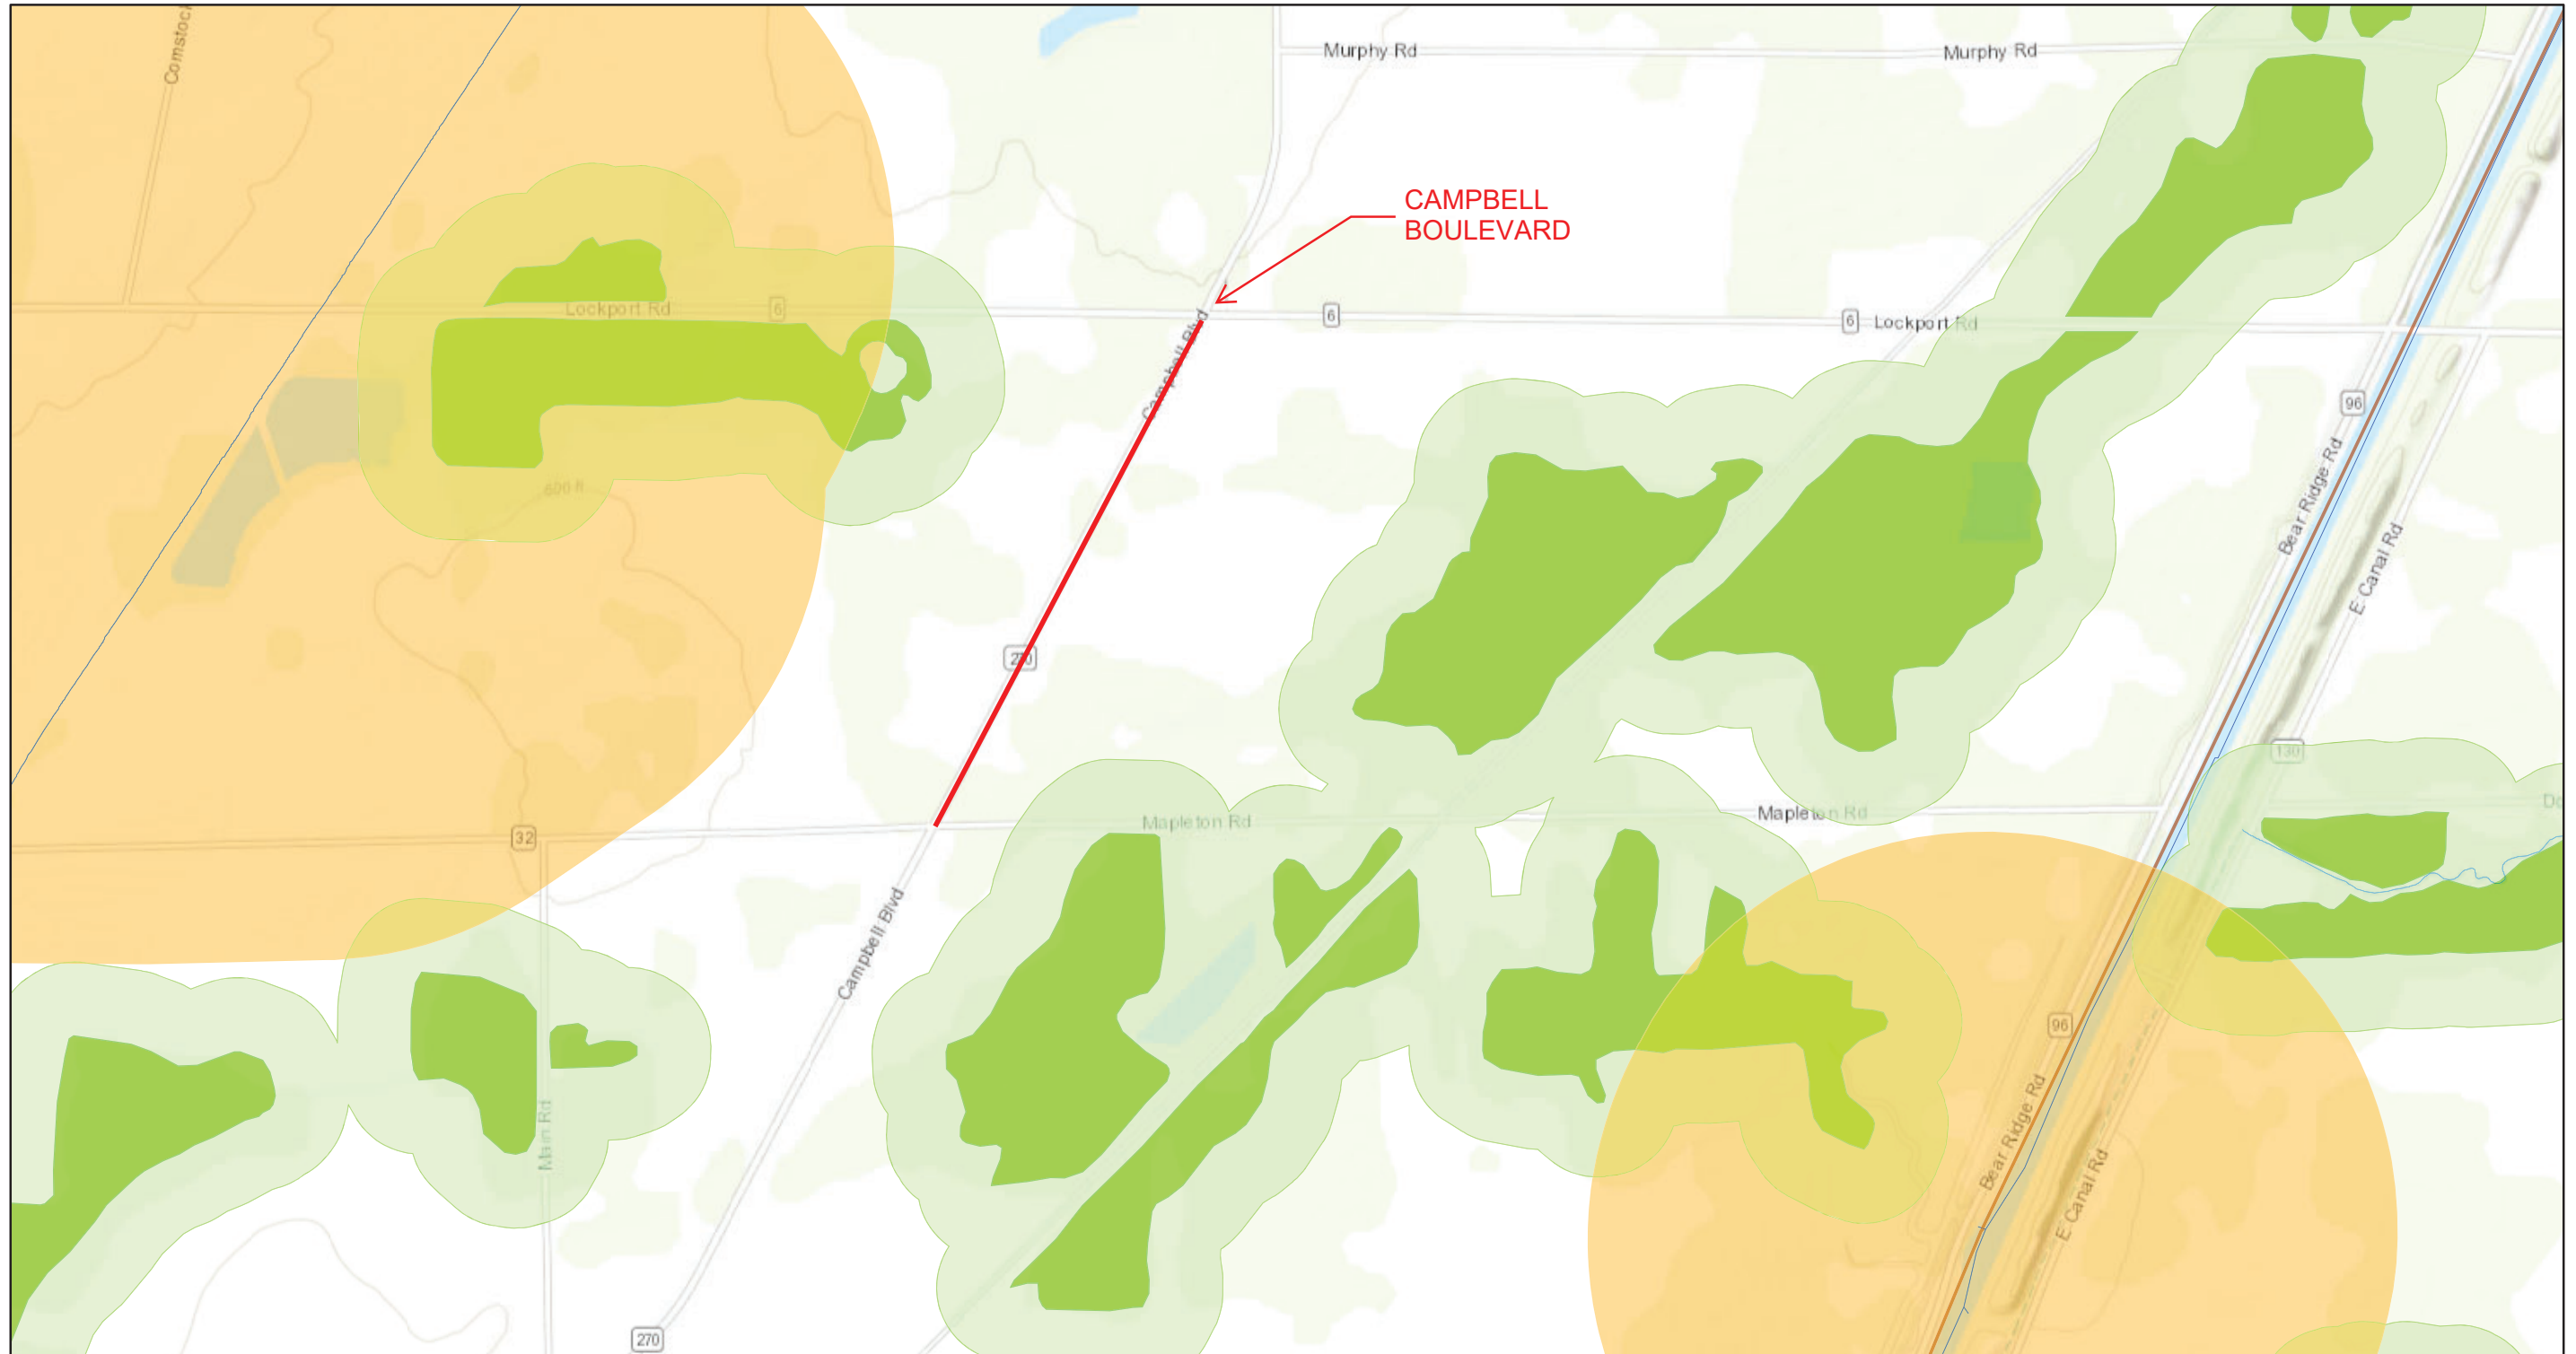 Comstock
Murphy Rd
Murphy Rd
CAMPBELL
BOULEVARD
Lockport Rd
6
6
6
Lockport Rd
Campbell Blvd
96
Bear Ridge Rd
600 ft
E Canal Rd
270
130
Mapleton Rd
Mapleton Rd
32
Campbell Blvd
96
Bear Ridge Rd
Main Rd
E Canal Rd
270